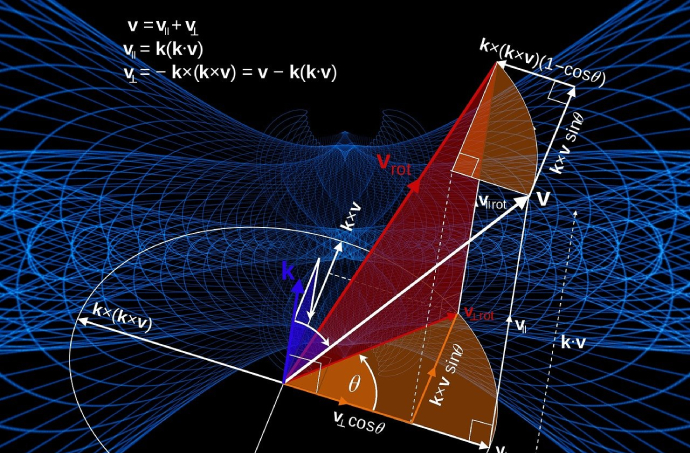 v = v∥ + v⊥
v∥ = k(k·v)
v⊥ = − k×(k×v) = v − k(k·v)
k×(k×v)(1−cosθ)
k×v sinθ
v_rot
v∥rot
v
k×v
k
v⊥rot
k×(k×v)
v∥
k·v
k×v sinθ
θ
v⊥cosθ